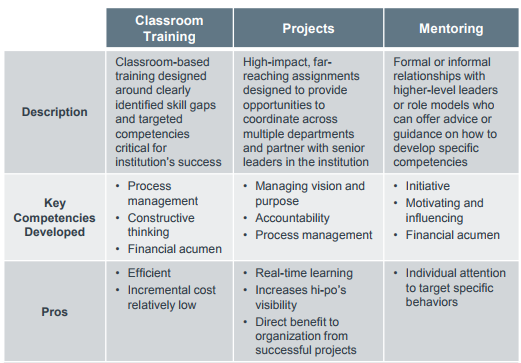 Classroom
Training
Projects
Mentoring
Description
Classroom-based
training designed
around clearly
identified skill gaps
and targeted
competencies
critical for
institution's success
High-impact, far-
reaching assignments
designed to provide
opportunities to
coordinate across
multiple departments
and partner with senior
leaders in the institution
Formal or informal
relationships with
higher-level leaders
or role models who
can offer advice or
guidance on how to
develop specific
competencies
Key
Competencies
Developed
• Process
management
• Constructive
thinking
• Financial acumen
• Managing vision and
purpose
• Accountability
• Process management
• Initiative
• Motivating and
influencing
• Financial acumen
Pros
• Efficient
• Incremental cost
relatively low
• Real-time learning
• Increases hi-po's
visibility
• Direct benefit to
organization from
successful projects
• Individual attention
to target specific
behaviors